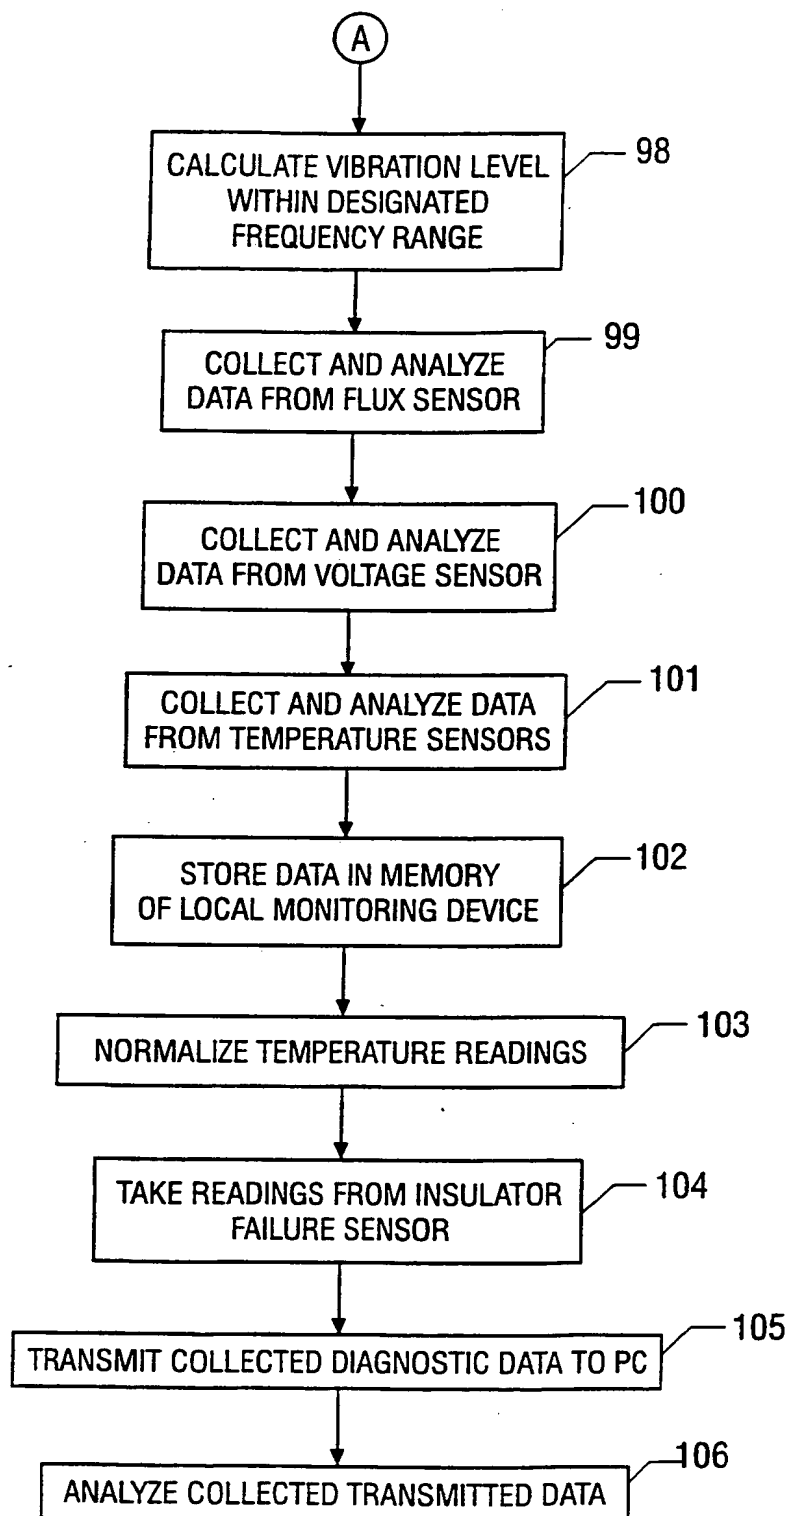 A
CALCULATE VIBRATION LEVEL
WITHIN DESIGNATED
FREQUENCY RANGE
98
COLLECT AND ANALYZE
DATA FROM FLUX SENSOR
99
COLLECT AND ANALYZE
DATA FROM VOLTAGE SENSOR
100
COLLECT AND ANALYZE DATA
FROM TEMPERATURE SENSORS
101
STORE DATA IN MEMORY
OF LOCAL MONITORING DEVICE
102
NORMALIZE TEMPERATURE READINGS
103
TAKE READINGS FROM INSULATOR
FAILURE SENSOR
104
TRANSMIT COLLECTED DIAGNOSTIC DATA TO PC
105
ANALYZE COLLECTED TRANSMITTED DATA
106